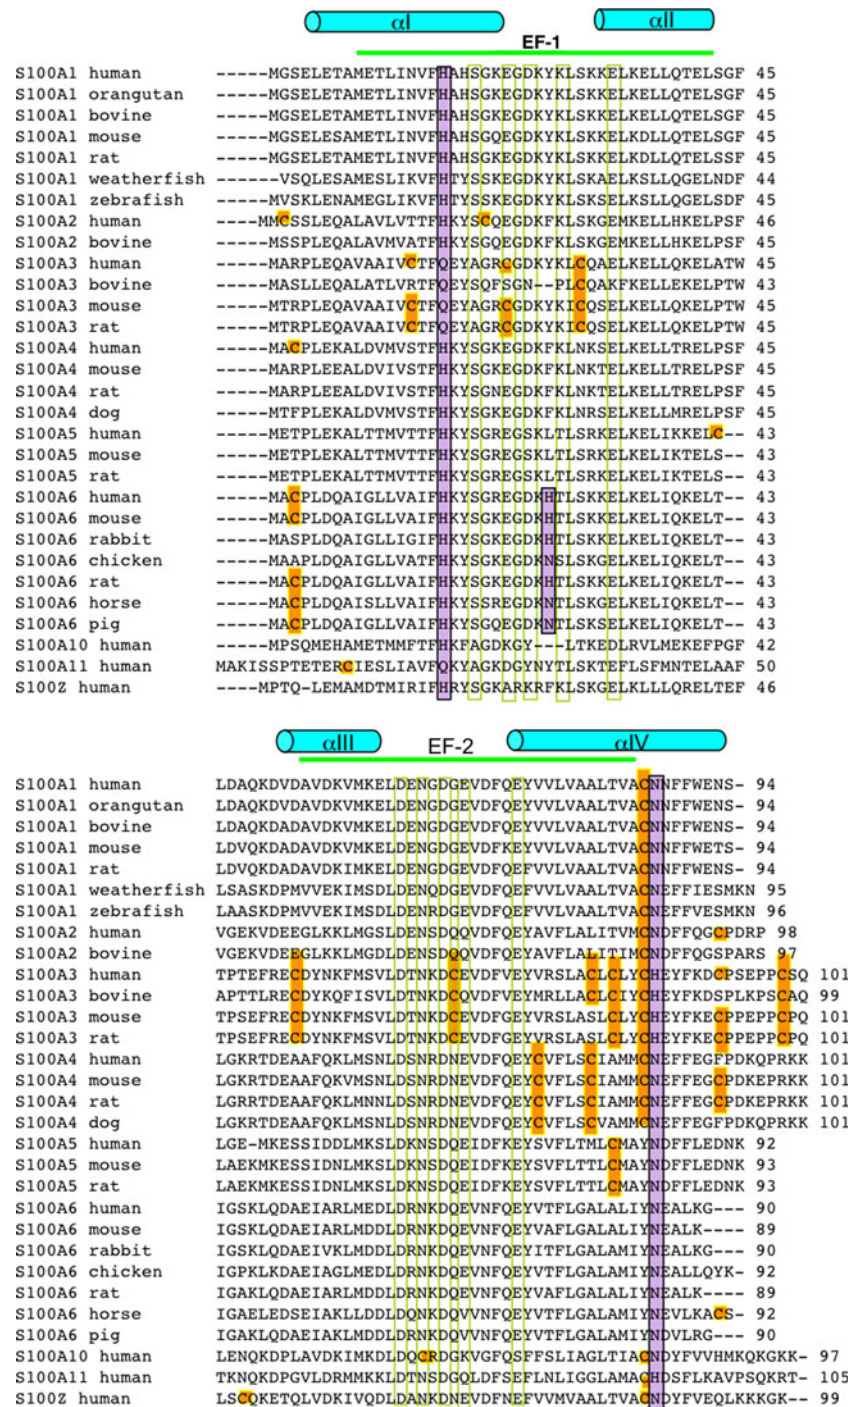 αI αII
EF-1
S100A1 human -----MGSELETAMETLINVFHAHSGKEGDKYKLSKKELKELLQTELSGF 45
S100A1 orangutan -----MGSELETAMETLINVFHAHSGKEGDKYKLSKKELKELLQTELSGF 45
S100A1 bovine -----MGSELETAMETLINVFHAHSGKEGDKYKLSKKELKELLQTELSGF 45
S100A1 mouse -----MGSELESAMETLINVFHAHSGQEGDKYKLSKKELKDLLQTELSGF 45
S100A1 rat -----MGSELETAMETLINVFHAHSGKEGDKYKLSKKELKDLLQTELSSF 45
S100A1 weatherfish ------VSQLESAMESLIKVFHTYSSKEGDKYKLSKAELKSLLQGELNDF 44
S100A1 zebrafish -----MVSKLENAMEGLIKVFHTYSSKEGDKYKLSKAELKSLLQGELSDF 45
S100A2 human ----MMCSSLEQALAVLVTTFHKYSCQEGDKFKLSKGEMKELLHKELPSF 46
S100A2 bovine -----MSSPLEQALAVMVATFHKYSGQEGDKFKLSKGEMKELLHKELPSF 45
S100A3 human -----MARPLEQAVAAIVCTFQEYAGRCGDKYKLCQAELKELLQKELATW 45
S100A3 bovine -----MASLLEQALATLVRTFQEYSQFSGN--PLCQAKFKELLEKELPTW 43
S100A3 mouse -----MTRPLEQAVAAIVCTFQEYAGRCGDKYKICQSELKELLQKELPTW 45
S100A3 rat -----MTRPLEQAVAAIVCTFQEYAGRCGDKYKICQSELKELLQKELPTW 45
S100A4 human -----MACPLEKALDVMVSTFHKYSGKEGDKFKLNKSELKELLTRELPSF 45
S100A4 mouse -----MARPLEEALDVIVSTFHKYSGKEGDKFKLNKTELKELLTRELPSF 45
S100A4 rat -----MARPLEEALDVIVSTFHKYSGNEGDKFKLNKTELKELLTRELPSF 45
S100A4 dog -----MTFPLEKALDVMVSTFHKYSGKEGDKFKLNRSELKELLMRELPSF 45
S100A5 human -----METPLEKALTTMVTTFHKYSGREGSKLTLSRKELKELIKKELC-- 43
S100A5 mouse -----METPLEKALTTMVTTFHKYSGREGSKLTLSRKELKELIKTELS-- 43
S100A5 rat -----METPLEKALTTMVTTFHKYSGREGSKLTLSRKELKELIKTELS-- 43
S100A6 human -----MACPLDQAIGLLVAIFHKYSGREGDKHTLSKKELKELIQKELT-- 43
S100A6 mouse -----MACPLDQAIGLLVAIFHKYSGKEGDKHTLSKKELKELIQKELT-- 43
S100A6 rabbit -----MASPLDQAIGLLIGIFHKYSGKEGDKHTLSKKELKELIQKELT-- 43
S100A6 chicken -----MAAPLDQAIGLLVATFHKYSGKEGDKNSLSKGELKELIQKELT-- 43
S100A6 rat -----MACPLDQAISLLVAIFHKYSGKEGDKHTLSKKELKELIQKELT-- 43
S100A6 horse -----MACPLDQAIGLLVAIFHKYSSREGDKNTLSKGELKELIQKELT-- 43
S100A6 pig -----MACPLDQAIGLLVAIFHKYSGQEGDKNTLSKSELKELIQKELT-- 43
S100A10 human -----MPSQMEHAMETMMFTFHKFAGDKGY---LTKEDLRVLMEKEFPGF 42
S100A11 human MAKISSPTETERCIESLIAVFQKYAGKDGYNYTLSKTEFLSFMNTELAAF 50
S100Z human ----MPTQ-LEMAMDTMIRIFHRYSGKARKRFKLSKGELKLLLQRELTEF 46
αIII EF-2 αIV
S100A1 human LDAQKDVDAVDKVMKELDENGDGEVDFQEYVVLVAALTVACNNFFWENS- 94
S100A1 orangutan LDAQKDADAVDKVMKELDENGDGEVDFQEYVVLVAALTVACNNFFWENS- 94
S100A1 bovine LDAQKDADAVDKVMKELDENGDGEVDFQEYVVLVAALTVACNNFFWENS- 94
S100A1 mouse LDVQKDADAVDKVMKELDENGDGEVDFKEYVVLVAALTVACNNFFWETS- 94
S100A1 rat LDVQKDADAVDKIMKELDENGDGEVDFQEFVVLVAALTVACNNFFWENS- 94
S100A1 weatherfish LSASKDPMVVEKIMSDLDENQDGEVDFQEFVVLVAALTVACNEFFIESMKN 95
S100A1 zebrafish LAASKDPMVVEKIMSDLDENRDGEVDFQEFVVLVAALTVACNEFFVESMKN 96
S100A2 human VGEKVDEEGLKKLMGSLDENSDQQVDFQEYAVFLALITVMCNDFFQGCPDRP 98
S100A2 bovine VGEKVDEEGLKKLMGDLDENSDQQVDFQEYAVFLALITIMCNDFFQGSPARS 97
S100A3 human TPTEFRECDYNKFMSVLDTNKDCEVDFVEYVRSLACLCLYCHEYFKDCPSEPPCSQ 101
S100A3 bovine APTTLRECDYKQFISVLDTNKDCQVDFVEYMRLLACLCIYCHEYFKDSPLKPSCAQ 99
S100A3 mouse TPSEFRECDYNKFMSVLDTNKDCEVDFGEYVRSLASLCLYCHEYFKECPPEPPCPQ 101
S100A3 rat TPSEFRECDYNKFMSVLDTNKDCEVDFGEYVRSLASLCLYCHEYFKECPPEPPCPQ 101
S100A4 human LGKRTDEAAFQKLMSNLDSNRDNEVDFQEYCVFLSCIAMMCNEFFEGFPDKQPRKK 101
S100A4 mouse LGKRTDEAAFQKVMSNLDSNRDNEVDFQEYCVFLSCIAMMCNEFFEGCPDKEPRKK 101
S100A4 rat LGRRTDEAAFQKLMNNLDSNRDNEVDFQEYCVFLSCIAMMCNEFFEGCPDKEPRKK 101
S100A4 dog LGKRTDEAAFQKLMSNLDSNRDNEVDFQEYCVFLSCVAMMCNEFFEGFPDKQPRKK 101
S100A5 human LGE-MKESSIDDLMKSLDKNSDQEIDFKEYSVFLTMLCMAYNDFFLEDNK 92
S100A5 mouse LAEKMKESSIDNLMKSLDKNSDQEIDFKEYSVFLTTLCMAYNDFFLEDNK 93
S100A5 rat LAEKMKESSIDNLMKSLDKNSDQEIDFKEYSVFLTTLCMAYNDFFLEDNK 93
S100A6 human IGSKLQDAEIARLMEDLDRNKDQEVNFQEYVTFLGALALIYNEALKG--- 90
S100A6 mouse IGSKLQDAEIARLMDDLDRNKDQEVNFQEYVAFLGALALIYNEALK---- 89
S100A6 rabbit IGSKLQDAEIVKLMDDLDRNKDQEVNFQEYITFLGALAMIYNEALKG--- 90
S100A6 chicken IGPKLKDAEIAGLMEDLDRNKDQEVNFQEYVTFLGALAMIYNEALLQYK- 92
S100A6 rat IGAKLQDAEIARLMDDLDRNKDQEVNFQEYVAFLGALALIYNEALK---- 89
S100A6 horse IGAELEDSEIAKLLDDLDQNKDQVVNFQEYVTFLGALAMIYNEVLKACS- 92
S100A6 pig IGAKLQDAEIAKLMDDLDRNKDQVVNFQEYVTFLGALAMIYNDVLRG--- 90
S100A10 human LENQKDPLAVDKIMKDLDQCRDGKVGFQSFFSLIAGLTIACNDYFVVHMKQKGKK- 97
S100A11 human TKNQKDPGVLDRMMKKLDTNSDGQLDFSEFLNLIGGLAMACHDSFLKAVPSQKRT- 105
S100Z human LSCQKETQLVDKIVQDLDANKDNEVDFNEFVVMVAALTVACNDYFVEQLKKKGK-- 99